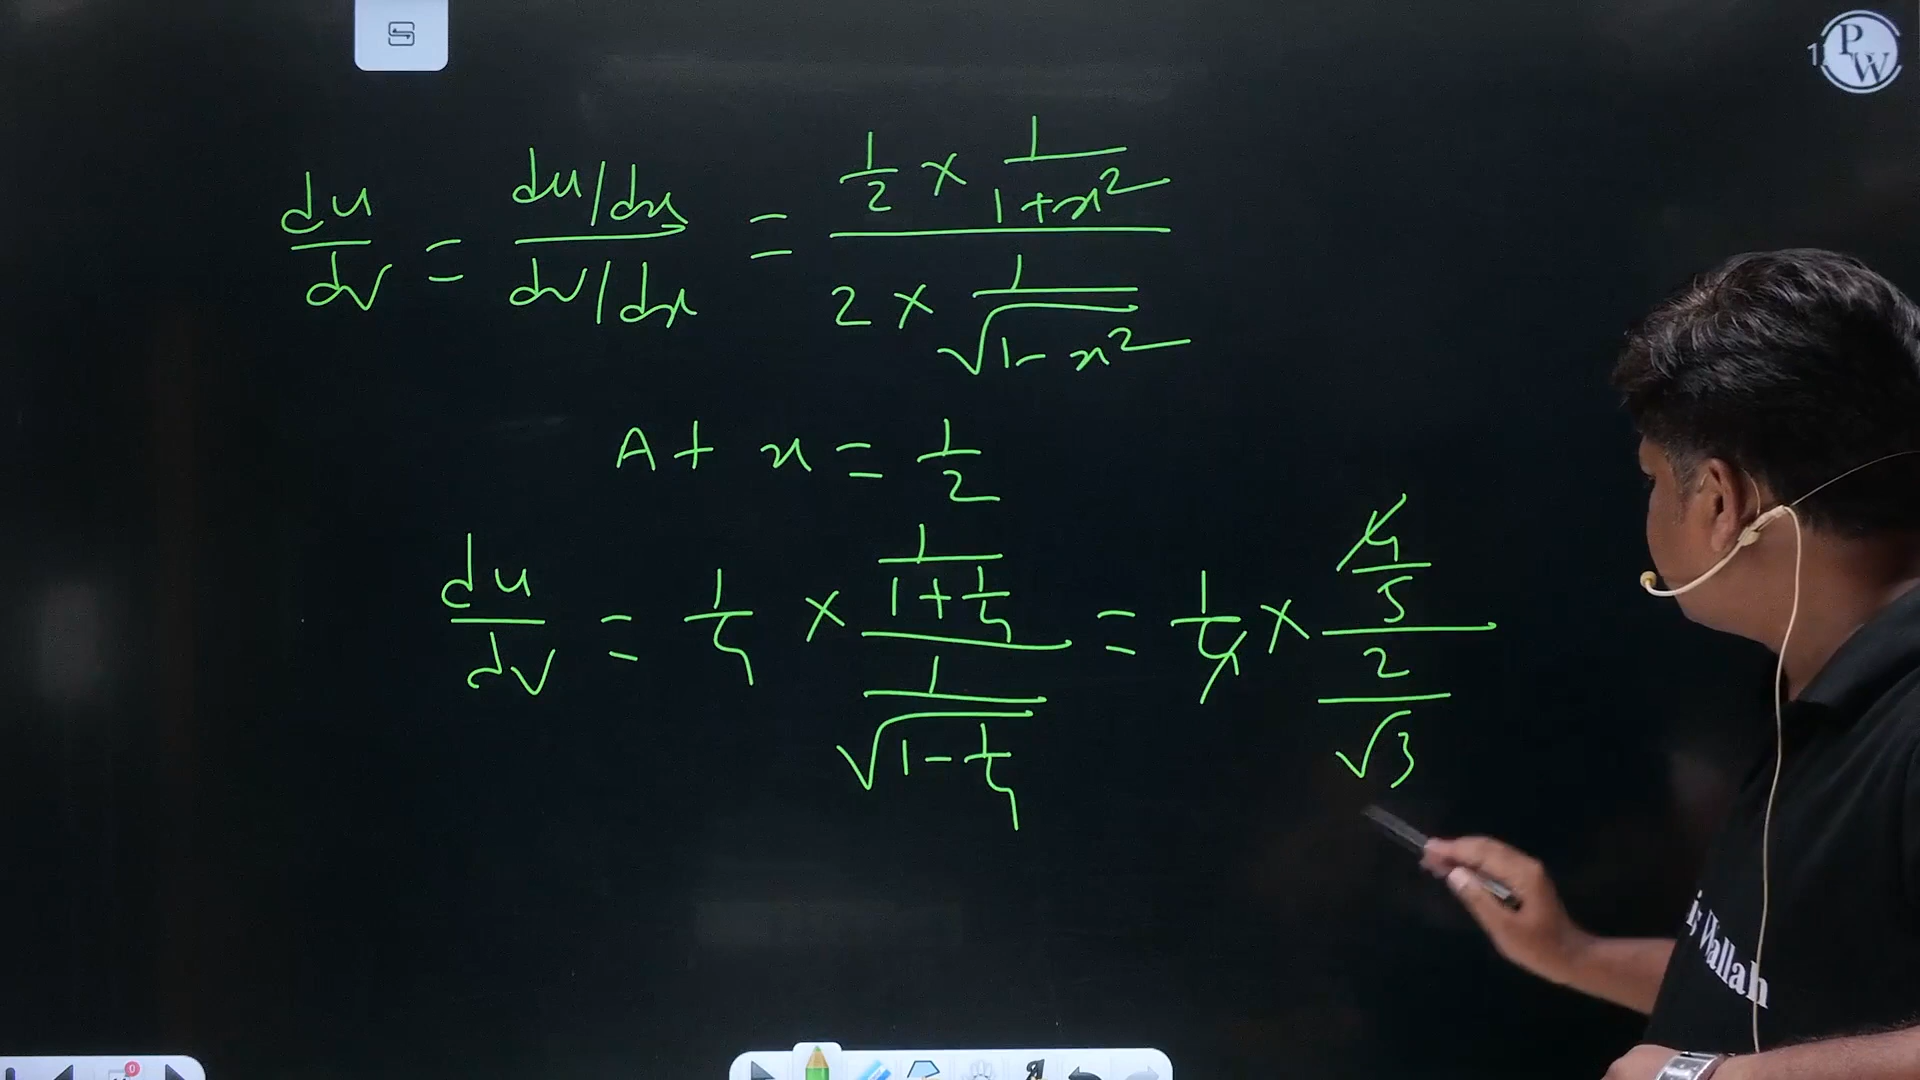 PW
du/dv = (du/dx)/(dv/dx) = (1/2 × 1/(1+x²))/(2 × 1/√(1-x²))
At x = 1/2
du/dv = 1/4 × (1/(1+1/4))/(1/√(1-1/4)) = 1/4 × (4/5)/(2/√3)
Wallah